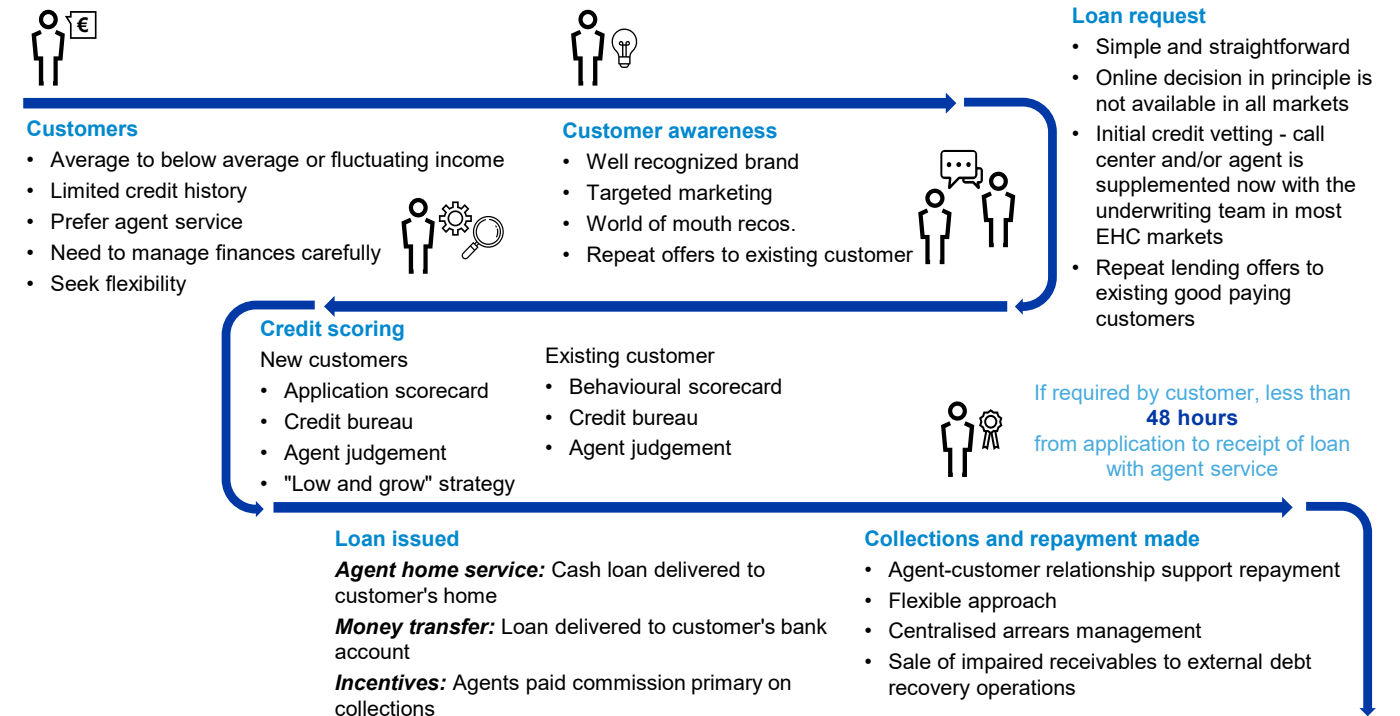 €
Customers
• Average to below average or fluctuating income
• Limited credit history
• Prefer agent service
• Need to manage finances carefully
• Seek flexibility
Customer awareness
• Well recognized brand
• Targeted marketing
• World of mouth recos.
• Repeat offers to existing customer
Loan request
• Simple and straightforward
• Online decision in principle is
not available in all markets
• Initial credit vetting - call
center and/or agent is
supplemented now with the
underwriting team in most
EHC markets
• Repeat lending offers to
existing good paying
customers
Credit scoring
New customers
• Application scorecard
• Credit bureau
• Agent judgement
• "Low and grow" strategy
Existing customer
• Behavioural scorecard
• Credit bureau
• Agent judgement
If required by customer, less than
48 hours
from application to receipt of loan
with agent service
Loan issued
Agent home service: Cash loan delivered to
customer's home
Money transfer: Loan delivered to customer's bank
account
Incentives: Agents paid commission primary on
collections
Collections and repayment made
• Agent-customer relationship support repayment
• Flexible approach
• Centralised arrears management
• Sale of impaired receivables to external debt
recovery operations